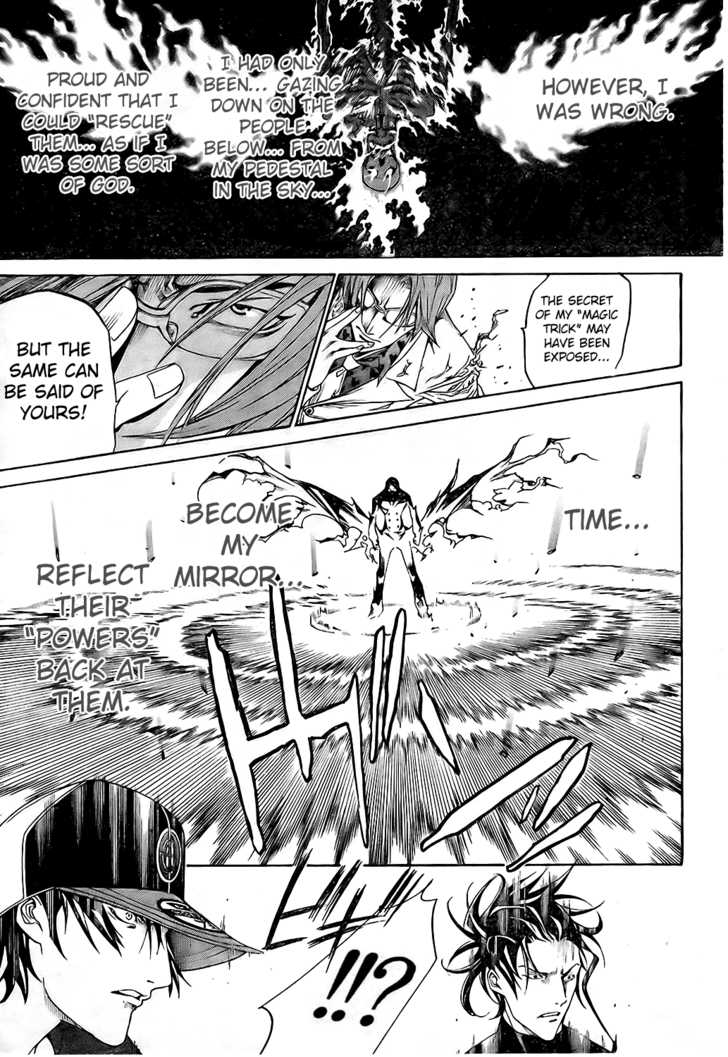 HOWEVER, I
WAS WRONG.
I HAD ONLY
BEEN... GAZING
DOWN ON THE
PEOPLE
BELOW... FROM
MY PEDESTAL
IN THE SKY...
PROUD AND
CONFIDENT THAT I
COULD "RESCUE"
THEM... AS IF I
WAS SOME SORT
OF GOD.
THE SECRET
OF MY "MAGIC
TRICK" MAY
HAVE BEEN
EXPOSED...
BUT THE
SAME CAN
BE SAID OF
YOURS!
TIME...
BECOME
MY
MIRROR...
REFLECT
THEIR
"POWERS"
BACK AT
THEM.
!!?